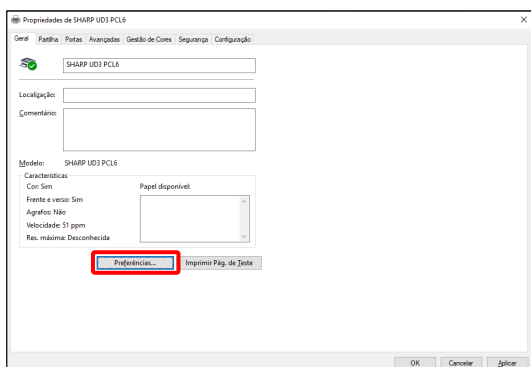 Propriedades de SHARP UD3 PCL6
Geral Partilha Portas Avançadas Gestão de Cores Segurança Configuração
SHARP UD3 PCL6
Localização:
Comentário:
Modelo: SHARP UD3 PCL6
Características
Cor: Sim Papel disponível:
Frente e verso: Sim
Agrafos: Não
Velocidade: 51 ppm
Res. máxima: Desconhecida
Preferências... Imprimir Pág. de Teste
OK Cancelar Aplicar